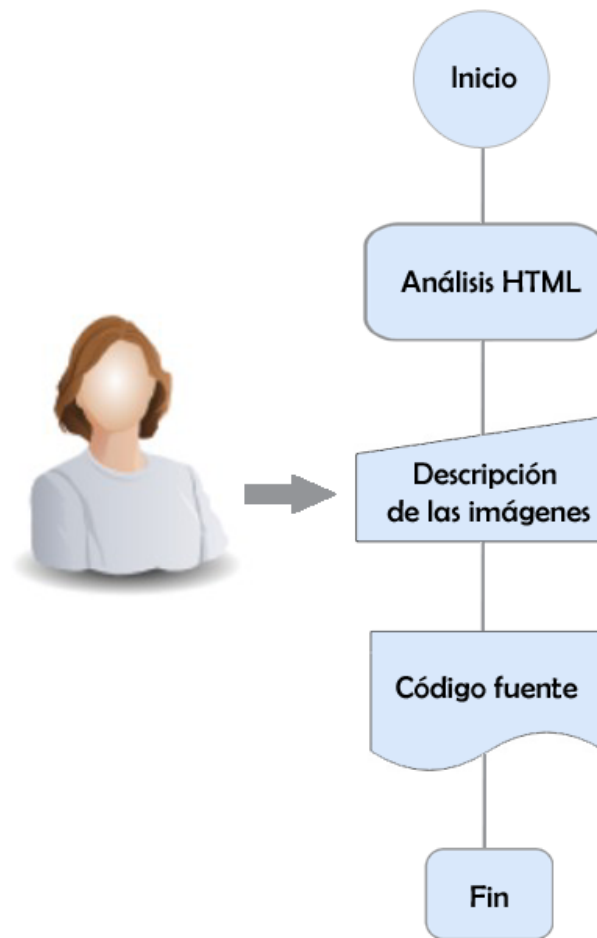 Inicio
Análisis HTML
Descripción
de las imágenes
Código fuente
Fin